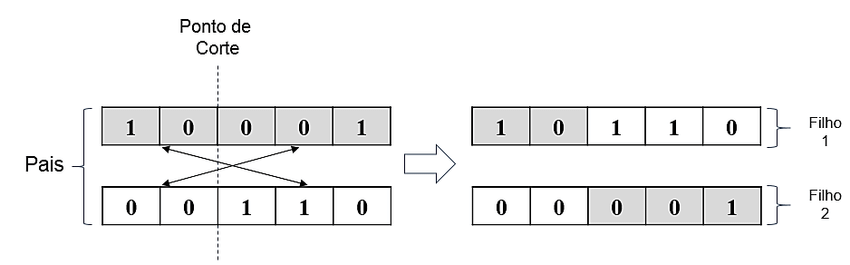 Ponto de
Corte
Pais
1 0 0 0 1
0 0 1 1 0
1 0 1 1 0
Filho
1
0 0 0 0 1
Filho
2